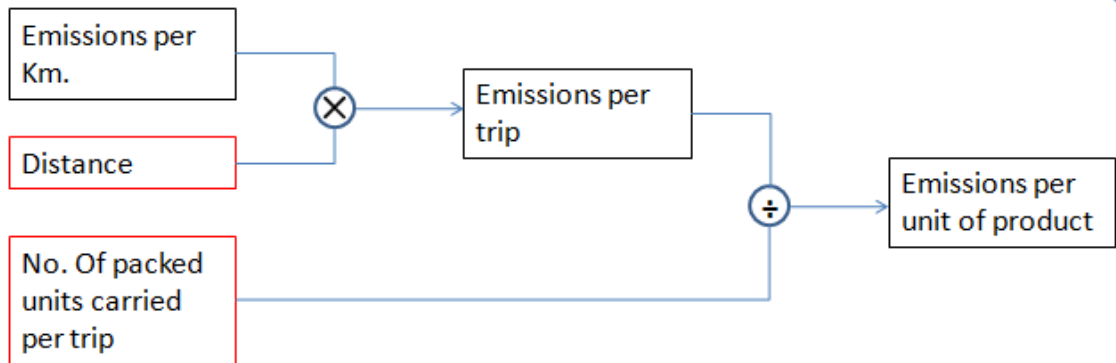 Emissions per
Km.
Distance
No. Of packed
units carried
per trip
×
Emissions per
trip
÷
Emissions per
unit of product